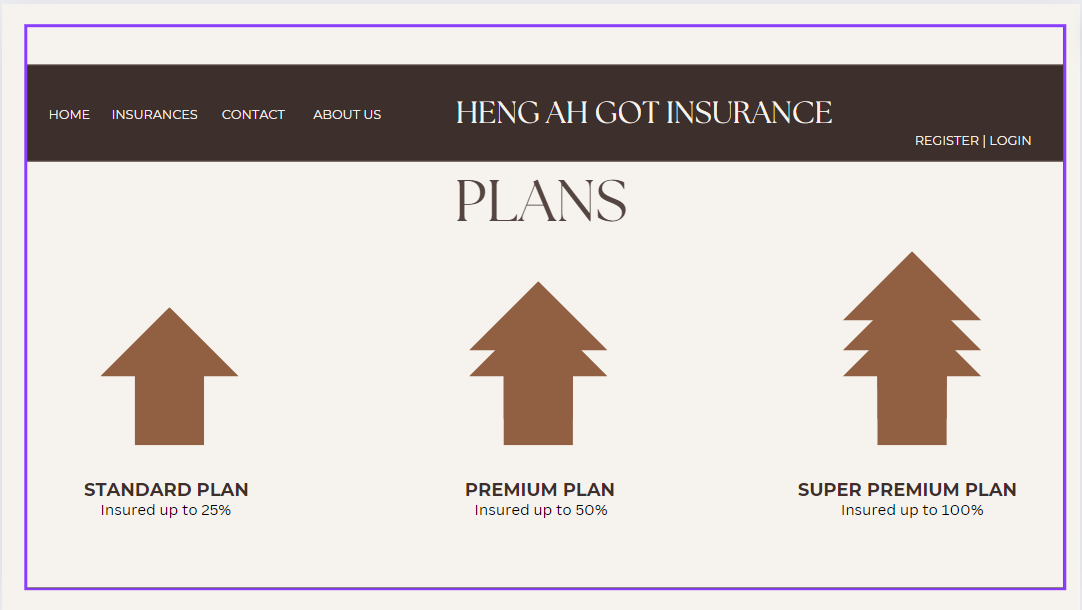 HOME INSURANCES CONTACT ABOUT US
HENG AH GOT INSURANCE
REGISTER | LOGIN
PLANS
STANDARD PLAN
Insured up to 25%
PREMIUM PLAN
Insured up to 50%
SUPER PREMIUM PLAN
Insured up to 100%